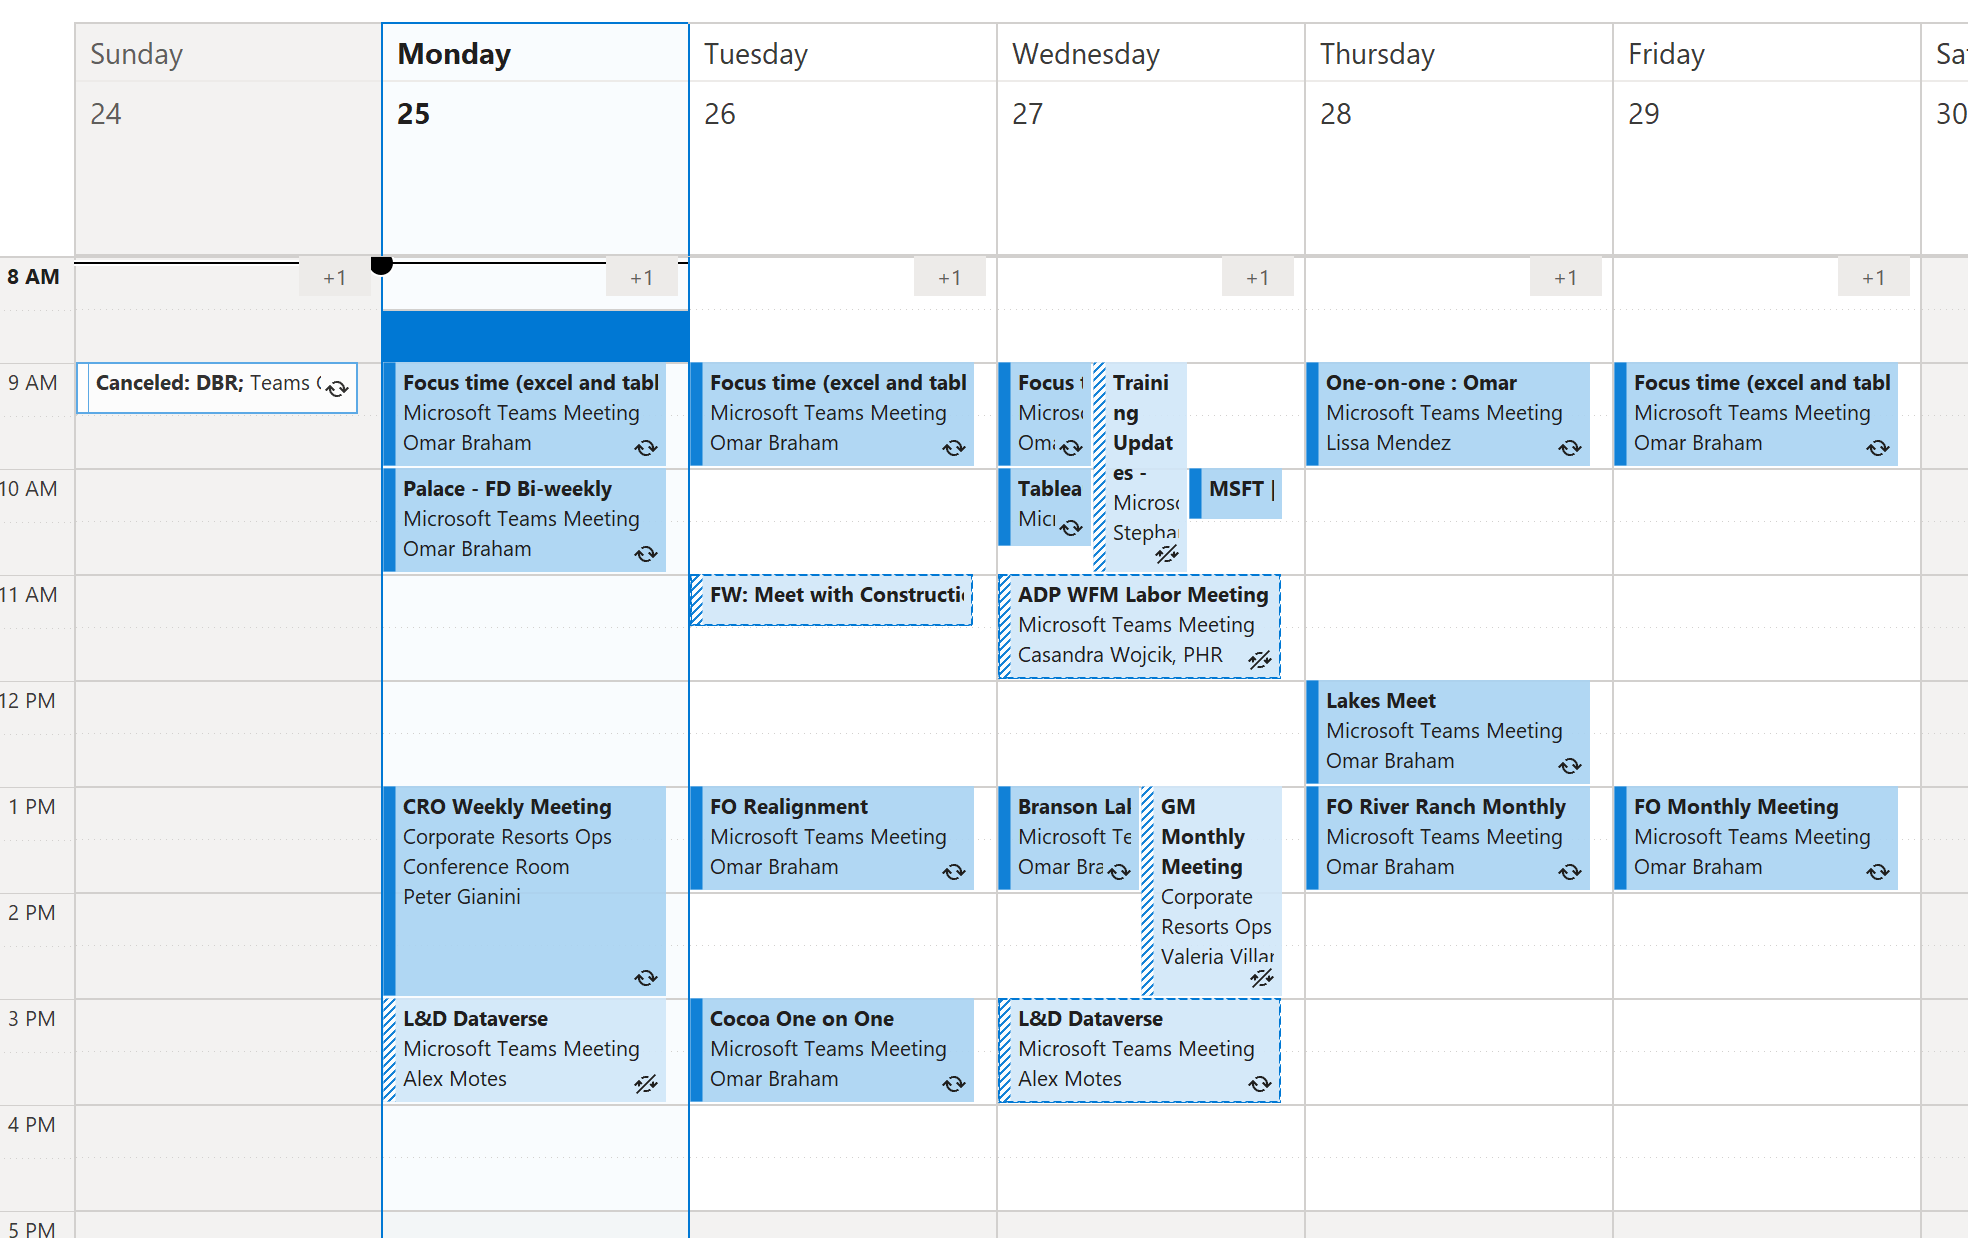 Sunday
Monday
Tuesday
Wednesday
Thursday
Friday
24
25
26
27
28
29
30
8 AM
+1
+1
+1
+1
+1
+1
9 AM
Canceled: DBR; Teams
Focus time (excel and tabl
Microsoft Teams Meeting
Omar Braham
Focus time (excel and tabl
Microsoft Teams Meeting
Omar Braham
Focus
Traini
ng
Updat
es -
One-on-one : Omar
Microsoft Teams Meeting
Lissa Mendez
Focus time (excel and tabl
Microsoft Teams Meeting
Omar Braham
10 AM
Palace - FD Bi-weekly
Microsoft Teams Meeting
Omar Braham
Tablea
MSFT |
11 AM
FW: Meet with Constructi
ADP WFM Labor Meeting
Microsoft Teams Meeting
Casandra Wojcik, PHR
12 PM
Lakes Meet
Microsoft Teams Meeting
Omar Braham
1 PM
CRO Weekly Meeting
Corporate Resorts Ops
Conference Room
Peter Gianini
FO Realignment
Microsoft Teams Meeting
Omar Braham
Branson Lal
Microsoft Te
Omar Bra
GM
Monthly
Meeting
Corporate
Resorts Ops
Valeria Villar
FO River Ranch Monthly
Microsoft Teams Meeting
Omar Braham
FO Monthly Meeting
Microsoft Teams Meeting
Omar Braham
2 PM
3 PM
L&D Dataverse
Microsoft Teams Meeting
Alex Motes
Cocoa One on One
Microsoft Teams Meeting
Omar Braham
L&D Dataverse
Microsoft Teams Meeting
Alex Motes
4 PM
5 PM